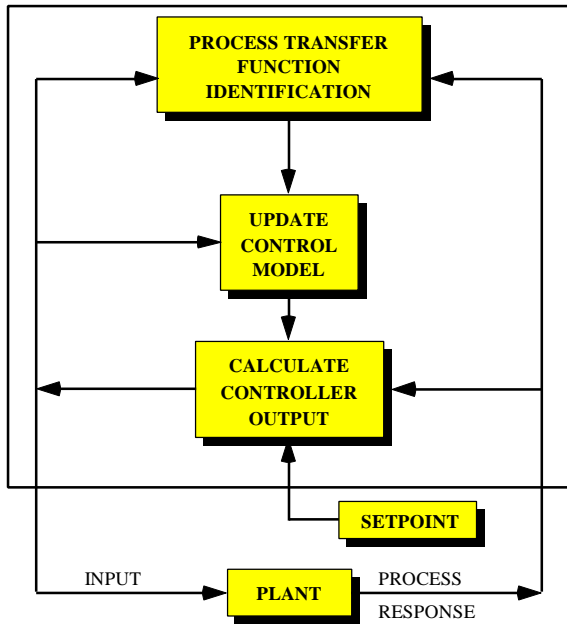 PROCESS TRANSFER
FUNCTION
IDENTIFICATION
UPDATE
CONTROL
MODEL
CALCULATE
CONTROLLER
OUTPUT
SETPOINT
INPUT
PLANT
PROCESS
RESPONSE